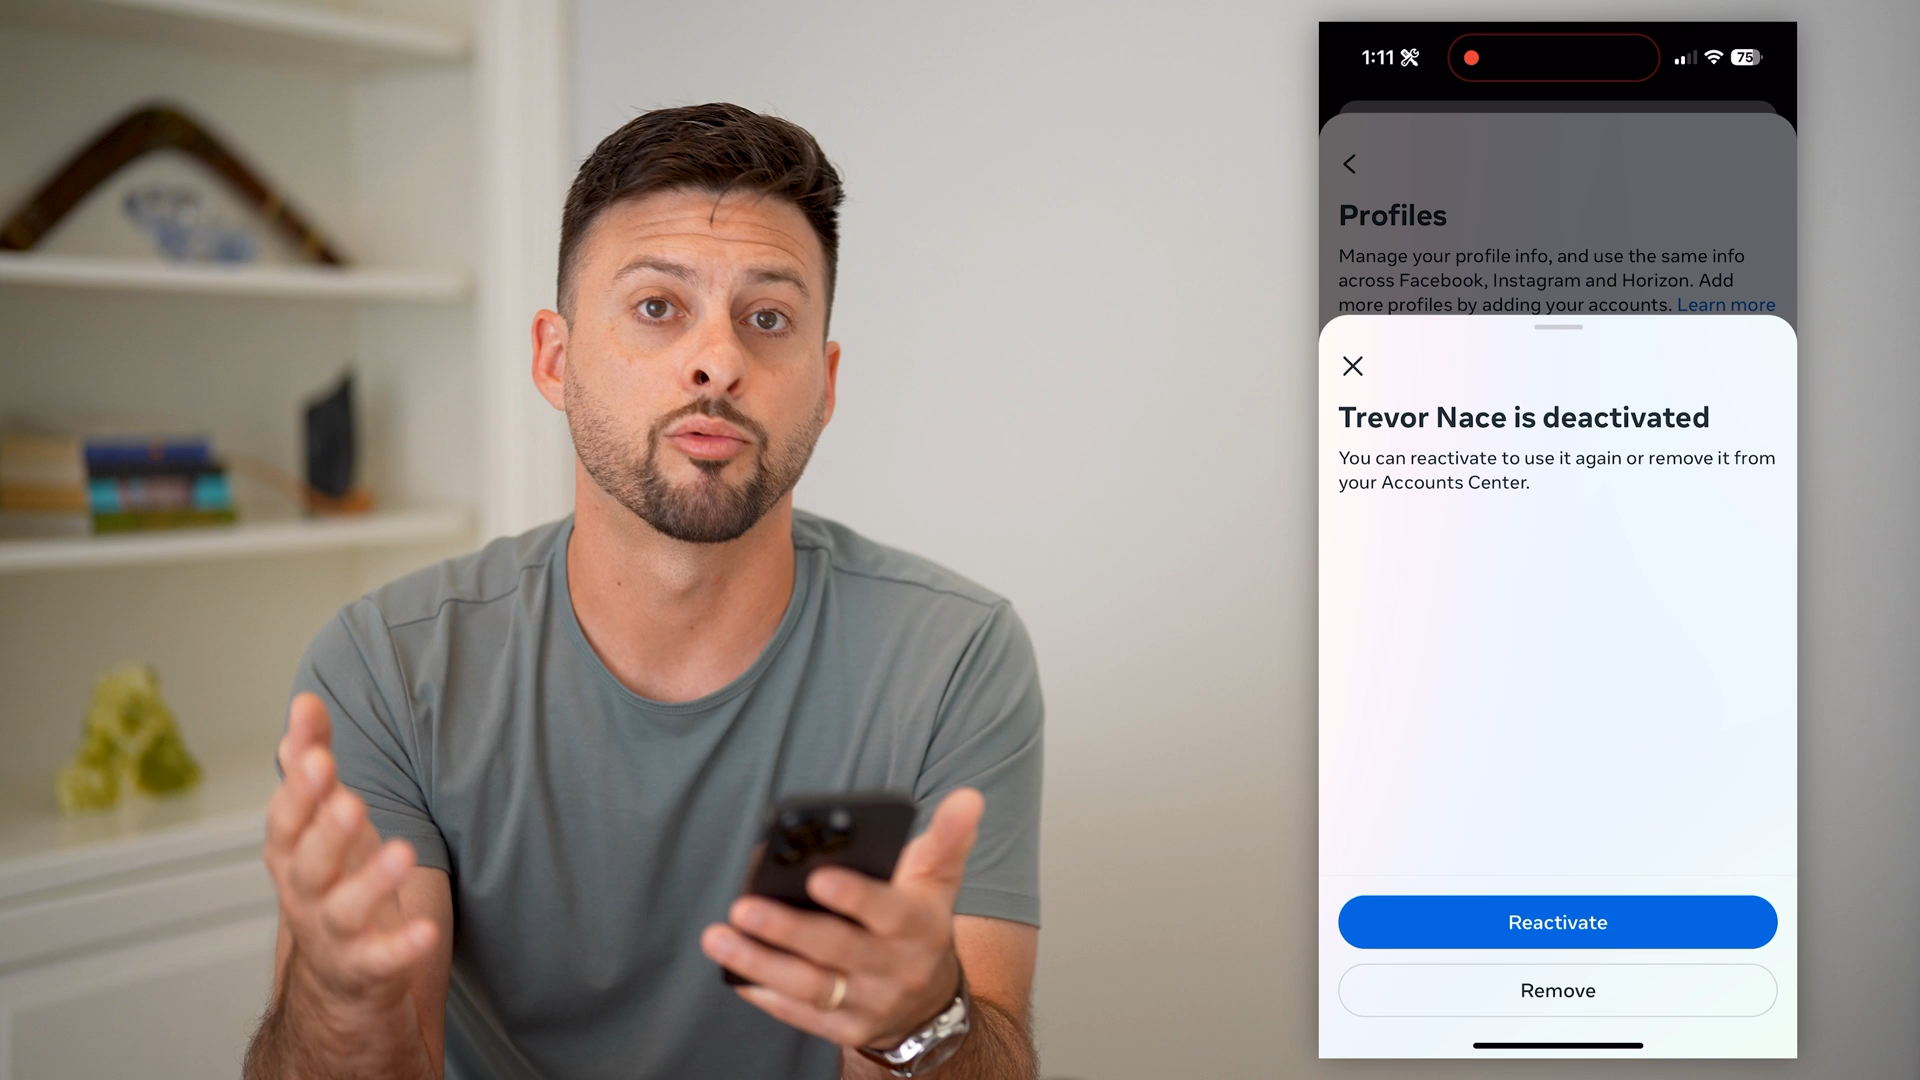 1:11
75
Profiles
Manage your profile info, and use the same info
across Facebook, Instagram and Horizon. Add
more profiles by adding your accounts. Learn more
Trevor Nace is deactivated
You can reactivate to use it again or remove it from
your Accounts Center.
Reactivate
Remove